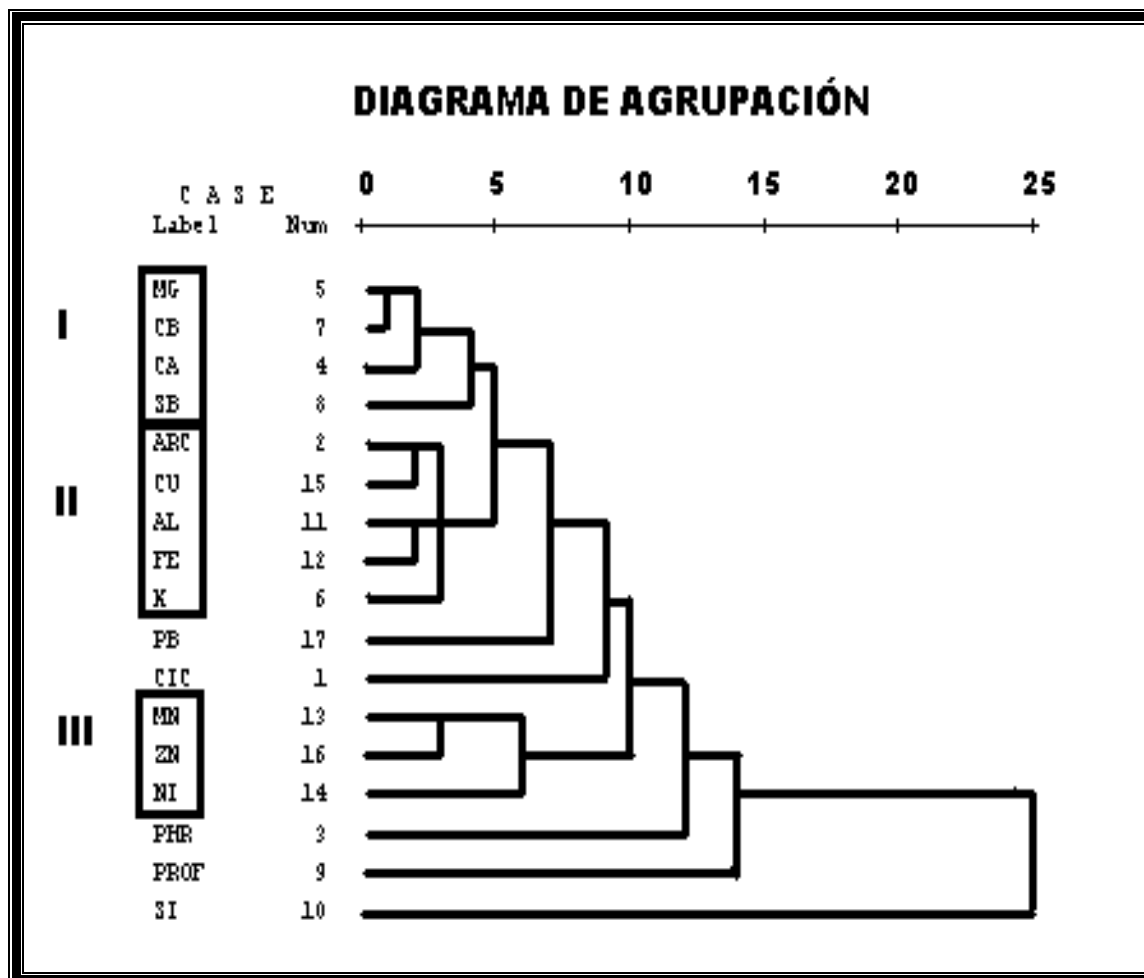 DIAGRAMA DE AGRUPACIÓN
0 5 10 15 20 25
C A S E
Label Num
MG 5
I
CB 7
CA 4
SB 8
ARC 2
CU 15
II
AL 11
FE 12
K 6
PB 17
CIC 1
MN 13
III
ZN 16
NI 14
PHR 3
PROF 9
SI 10